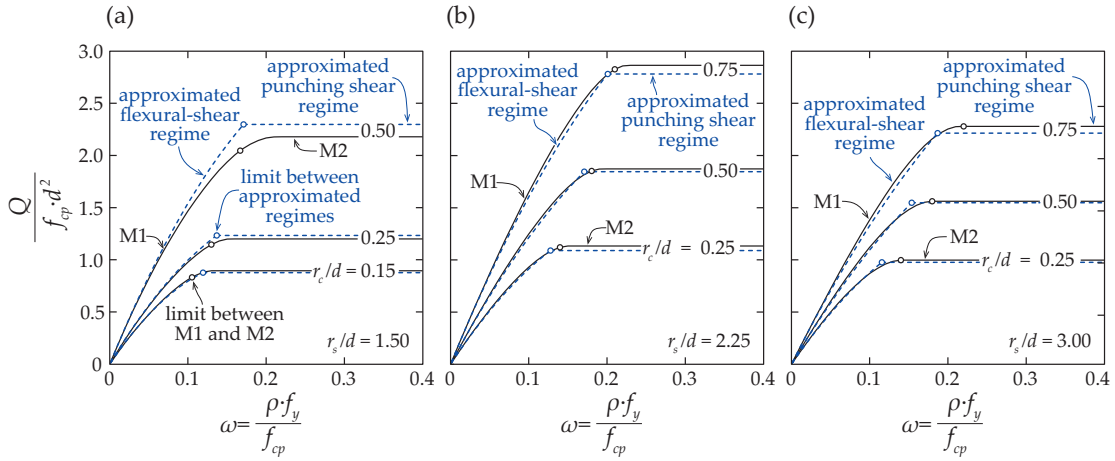 (a)
(b)
(c)
Q
f_cp·d²
3.0
2.5
2.0
1.5
1.0
0.5
0
approximated
punching shear
regime
approximated
flexural-shear
regime
0.50
M2
limit between
approximated
regimes
M1
0.25
r_c/d = 0.15
limit between
M1 and M2
r_s/d = 1.50
0 0.1 0.2 0.3 0.4
ω= ρ·f_y
f_cp
0.75
approximated
flexural-shear
regime
approximated
punching shear
regime
M1
0.50
M2
r_c/d = 0.25
r_s/d = 2.25
0 0.1 0.2 0.3 0.4
ω= ρ·f_y
f_cp
approximated
punching shear
regime
approximated
flexural-shear
regime
0.75
M1
0.50
M2
r_c/d = 0.25
r_s/d = 3.00
0 0.1 0.2 0.3 0.4
ω= ρ·f_y
f_cp